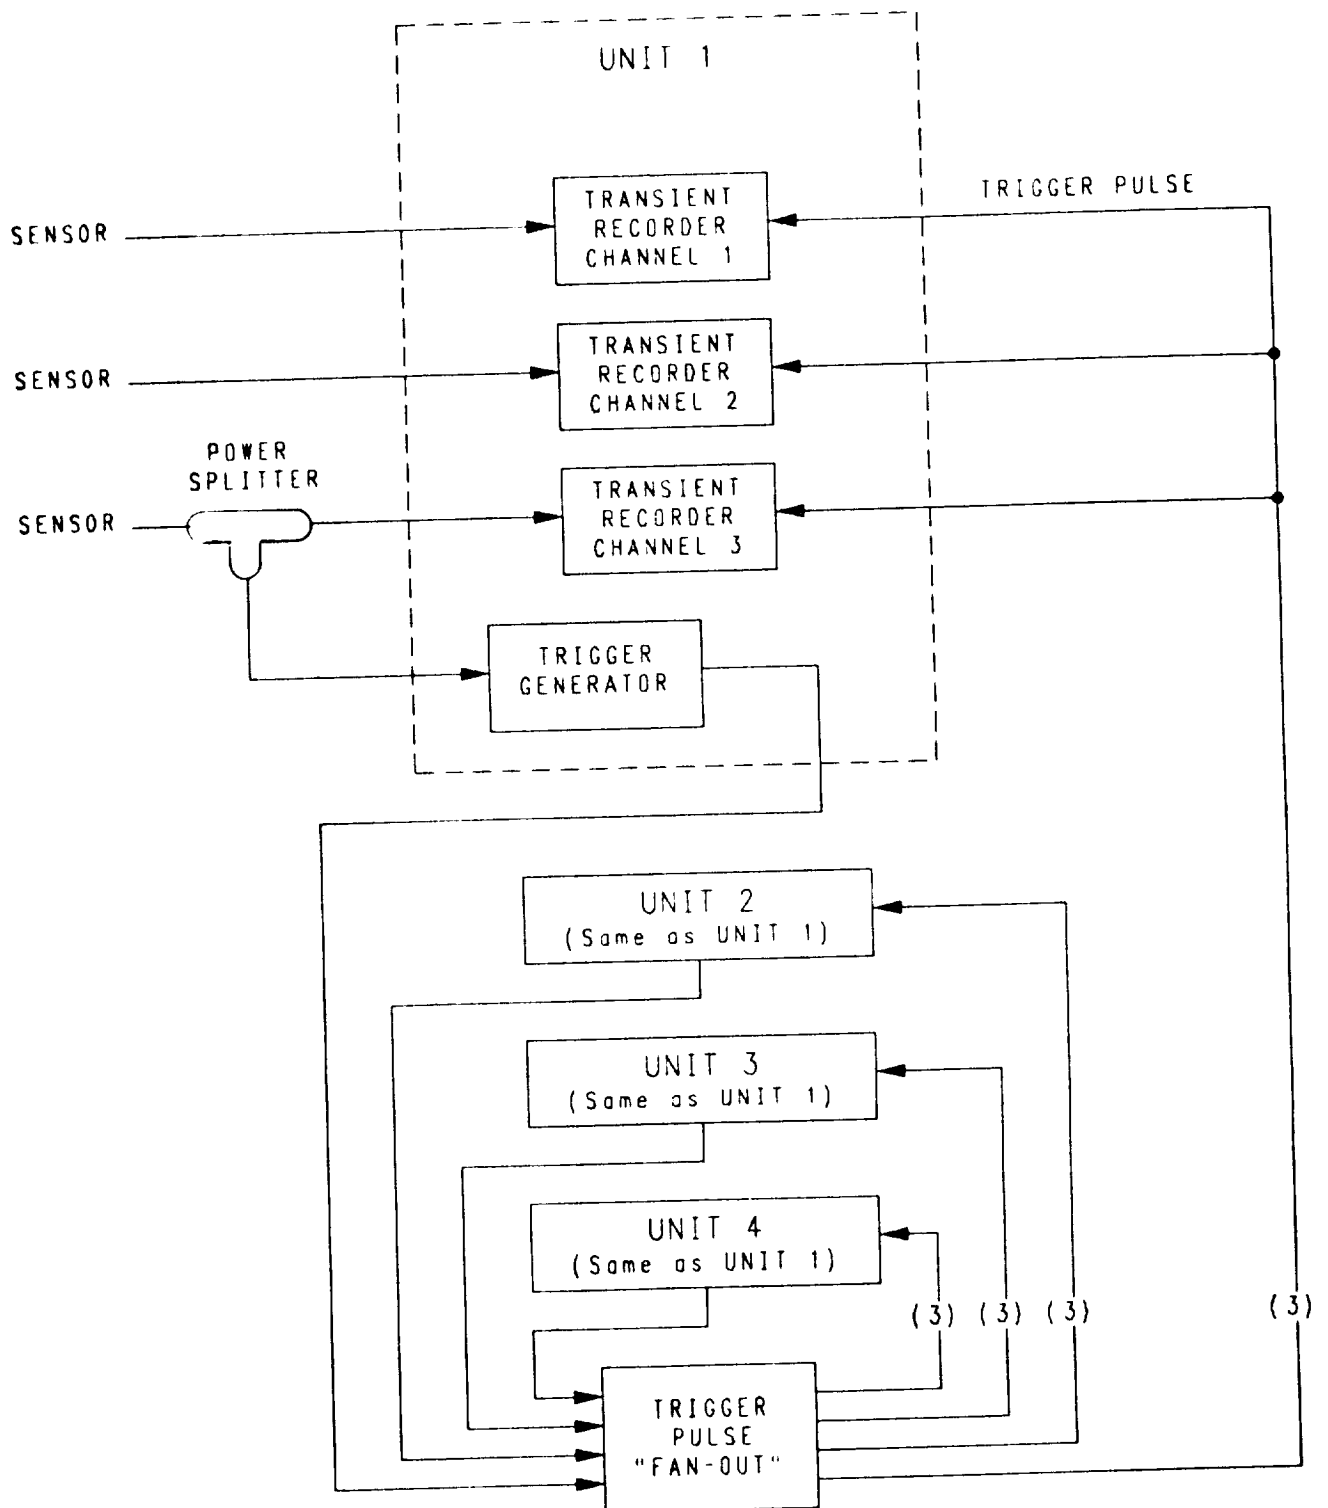 UNIT 1
TRIGGER PULSE
SENSOR
TRANSIENT
RECORDER
CHANNEL 1
SENSOR
TRANSIENT
RECORDER
CHANNEL 2
POWER
SPLITTER
SENSOR
TRANSIENT
RECORDER
CHANNEL 3
TRIGGER
GENERATOR
UNIT 2
(Same as UNIT 1)
UNIT 3
(Same as UNIT 1)
UNIT 4
(Same as UNIT 1)
(3) (3) (3) (3)
TRIGGER
PULSE
"FAN-OUT"